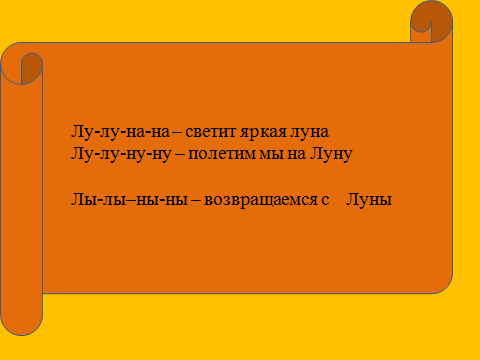 Лу-лу-на-на – светит яркая луна
Лу-лу-ну-ну – полетим мы на Луну
Лы-лы–ны-ны – возвращаемся с Луны